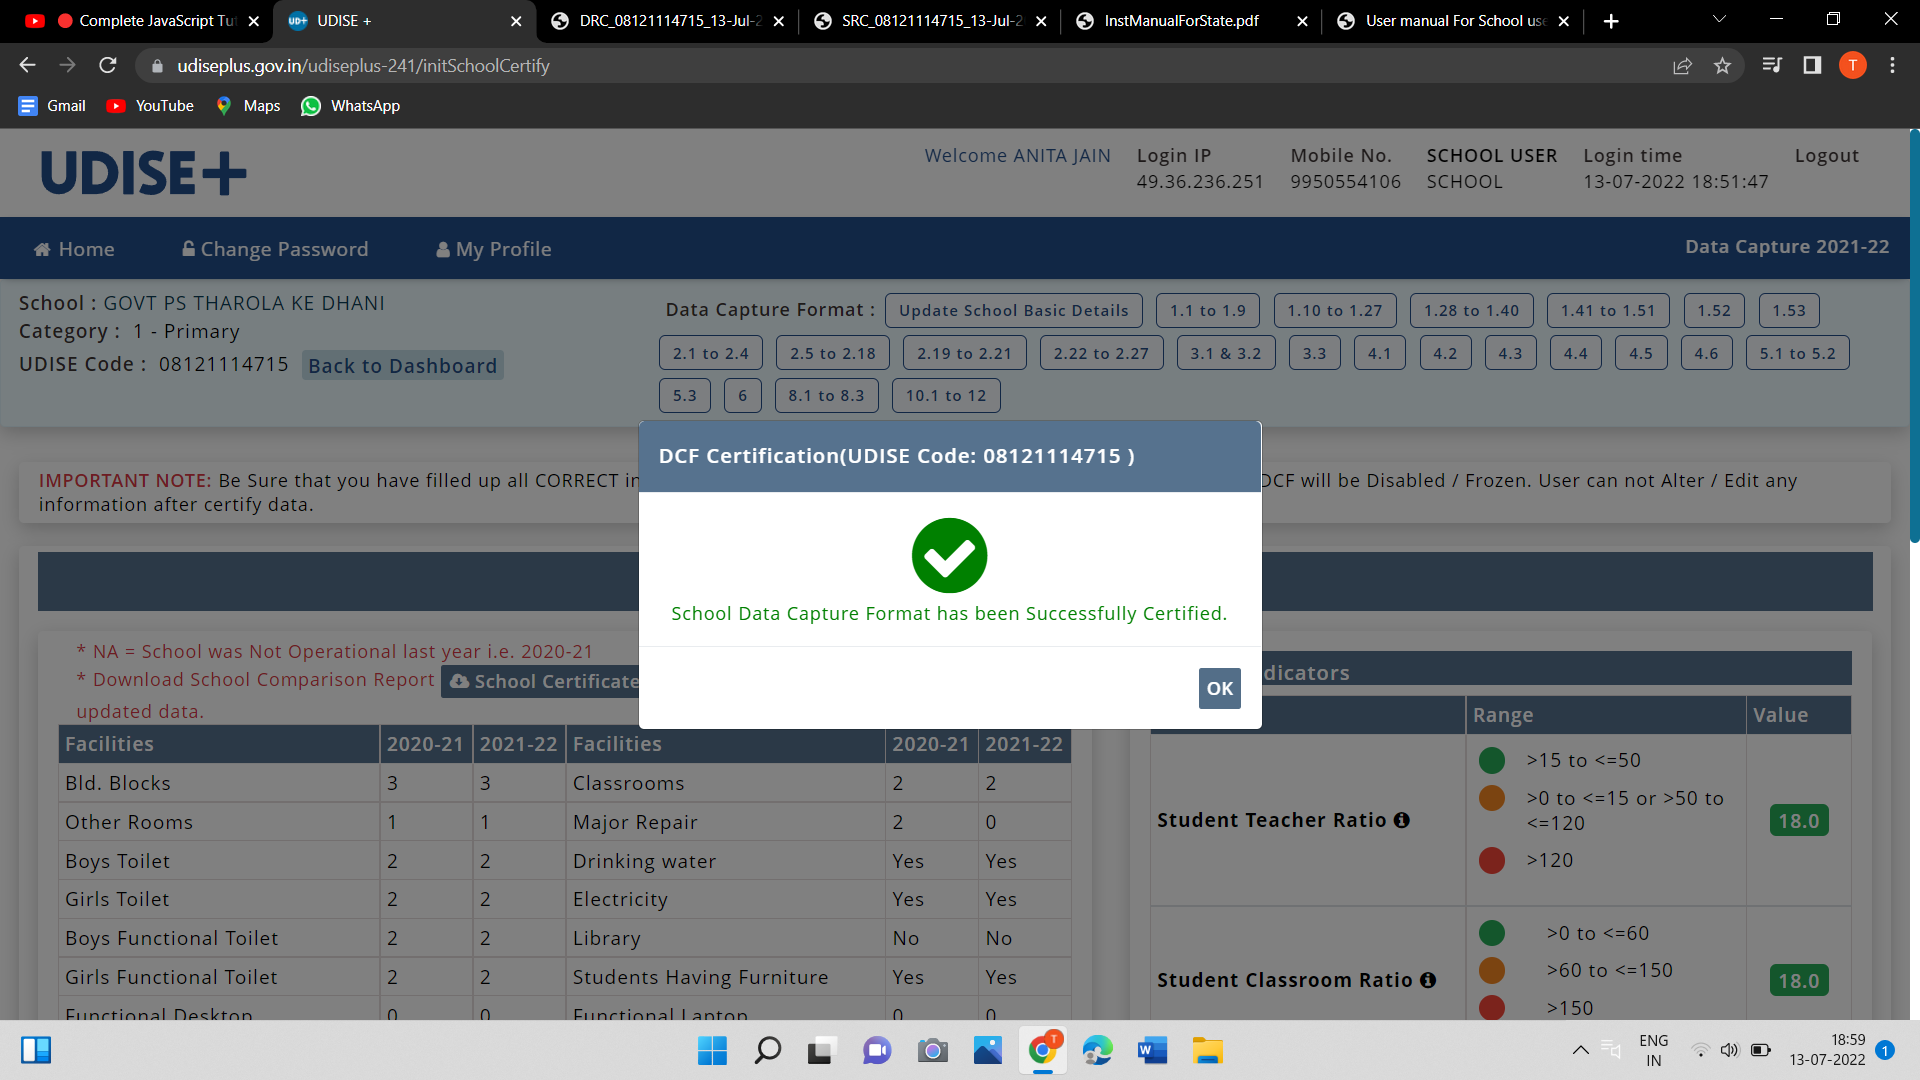 Complete JavaScript Tut
UDISE +
DRC_08121114715_13-Jul-2
SRC_08121114715_13-Jul-2
InstManualForState.pdf
User manual For School use
udiseplus.gov.in/udiseplus-241/initSchoolCertify
T
Gmail
YouTube
Maps
WhatsApp
UDISE+
Welcome ANITA JAIN
Login IP
49.36.236.251
Mobile No.
9950554106
SCHOOL USER
SCHOOL
Login time
13-07-2022 18:51:47
Logout
Home
Change Password
My Profile
Data Capture 2021-22
School : GOVT PS THAROLA KE DHANI
Category : 1 - Primary
UDISE Code : 08121114715 Back to Dashboard
Data Capture Format : Update School Basic Details 1.1 to 1.9 1.10 to 1.27 1.28 to 1.40 1.41 to 1.51 1.52 1.53
2.1 to 2.4 2.5 to 2.18 2.19 to 2.21 2.22 to 2.27 3.1 & 3.2 3.3 4.1 4.2 4.3 4.4 4.5 4.6 5.1 to 5.2
5.3 6 8.1 to 8.3 10.1 to 12
DCF Certification(UDISE Code: 08121114715 )
School Data Capture Format has been Successfully Certified.
OK
IMPORTANT NOTE: Be Sure that you have filled up all CORRECT in DCF will be Disabled / Frozen. User can not Alter / Edit any
information after certify data.
* NA = School was Not Operational last year i.e. 2020-21
* Download School Comparison Report School Certificate
updated data.
Facilities 2020-21 2021-22 Facilities 2020-21 2021-22
Bld. Blocks 3 3 Classrooms 2 2
Other Rooms 1 1 Major Repair 2 0
Boys Toilet 2 2 Drinking water Yes Yes
Girls Toilet 2 2 Electricity Yes Yes
Boys Functional Toilet 2 2 Library No No
Girls Functional Toilet 2 2 Students Having Furniture Yes Yes
Functional Desktop 0 0 Functional Laptop 0 0
dicators
Range Value
Student Teacher Ratio
>15 to <=50
>0 to <=15 or >50 to
<=120
>120
18.0
Student Classroom Ratio
>0 to <=60
>60 to <=150
>150
18.0
ENG
IN
18:59
13-07-2022
1